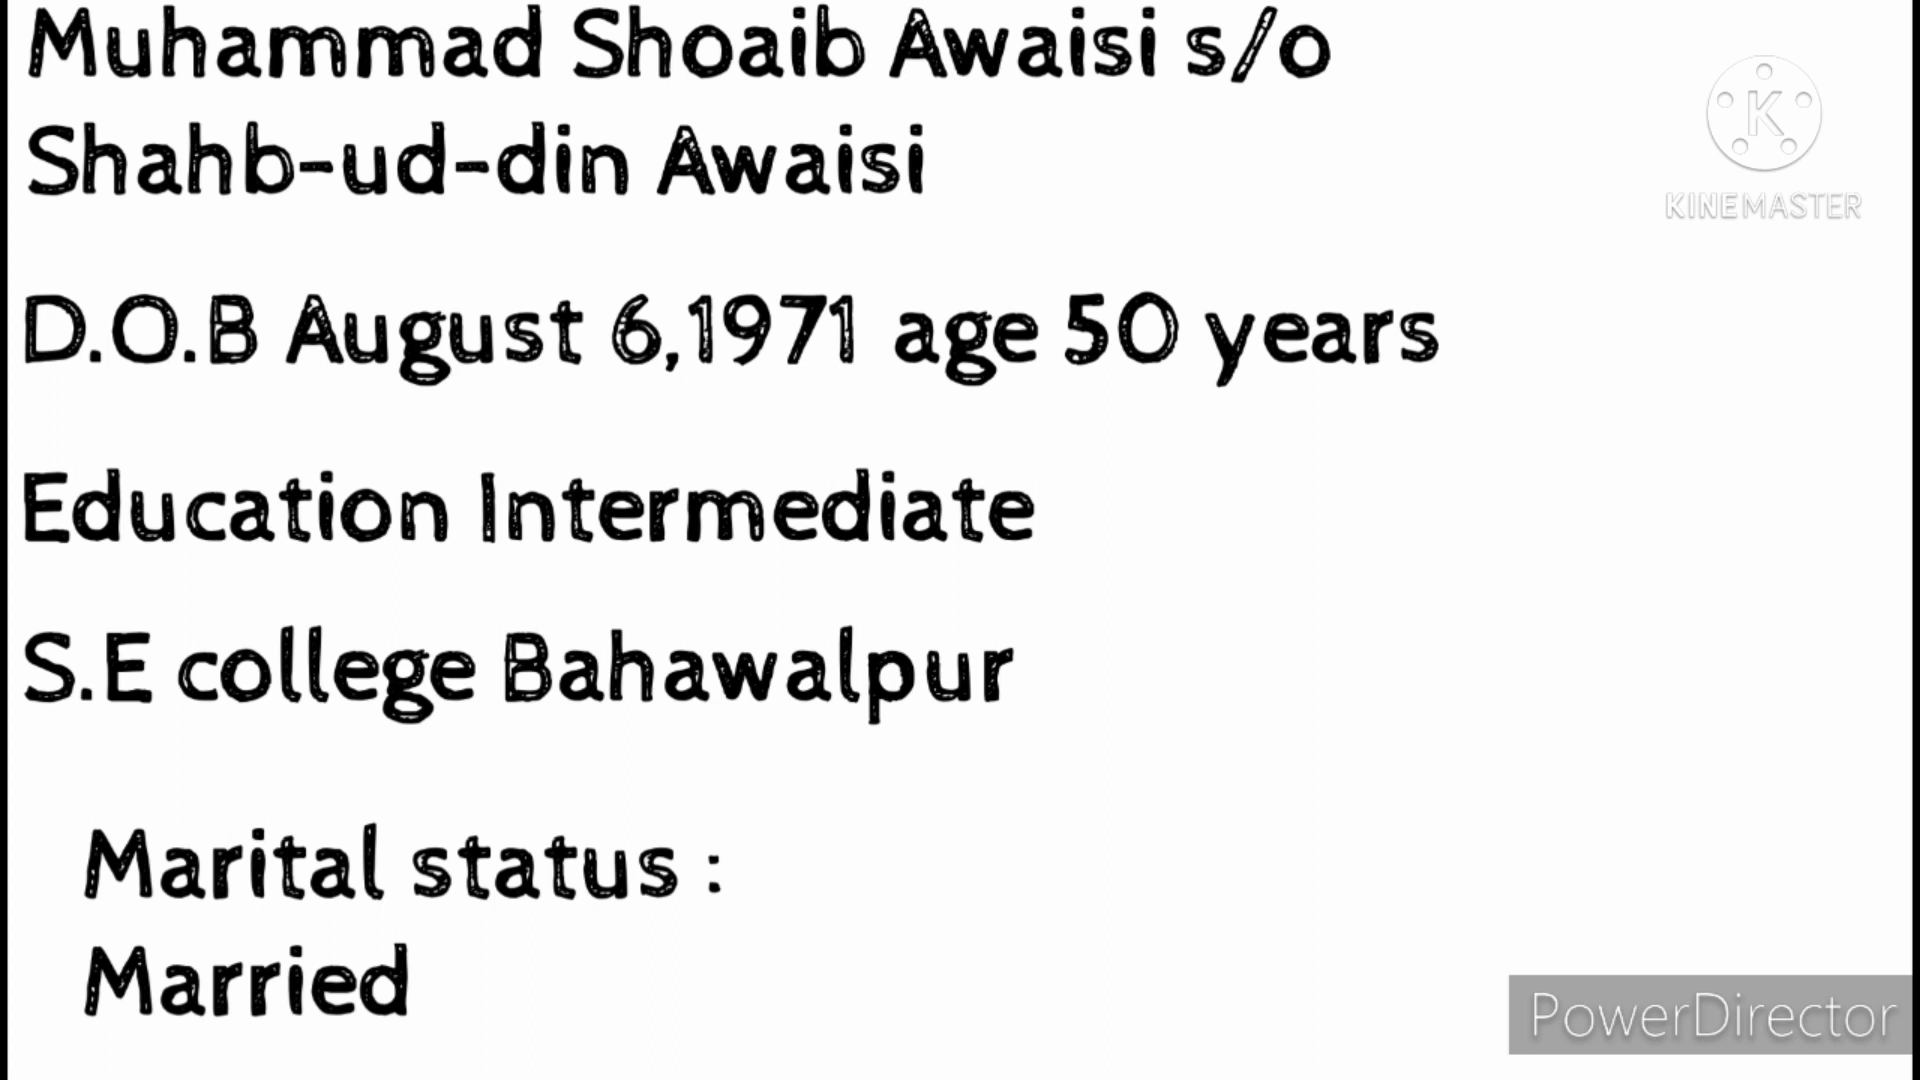 Muhammad Shoaib Awaisi s/o
Shahb-ud-din Awaisi
K
KINEMASTER
D.O.B August 6,1971 age 50 years
Education Intermediate
S.E college Bahawalpur
Marital status :
Married
PowerDirector